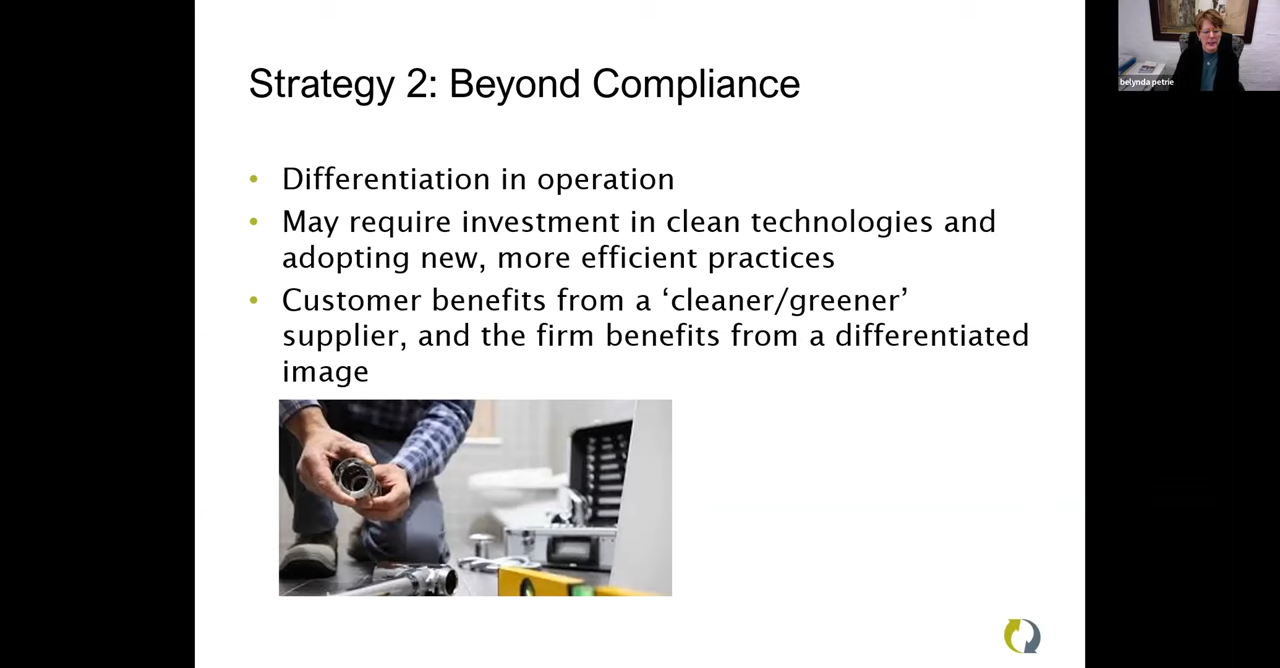 Strategy 2: Beyond Compliance
• Differentiation in operation
• May require investment in clean technologies and
adopting new, more efficient practices
• Customer benefits from a ‘cleaner/greener’
supplier, and the firm benefits from a differentiated
image
belynda petrie